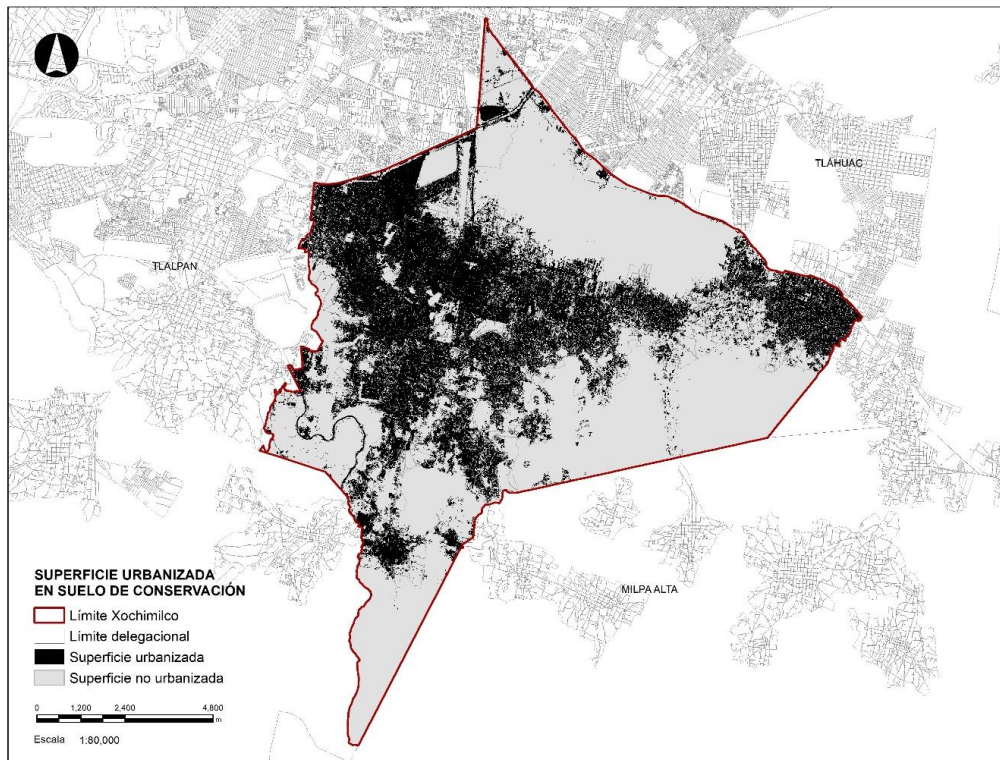 TLÁHUAC
TLALPAN
MILPA ALTA
SUPERFICIE URBANIZADA
EN SUELO DE CONSERVACIÓN
Límite Xochimilco
Límite delegacional
Superficie urbanizada
Superficie no urbanizada
0 1,200 2,400 4,800
m
Escala 1:80,000